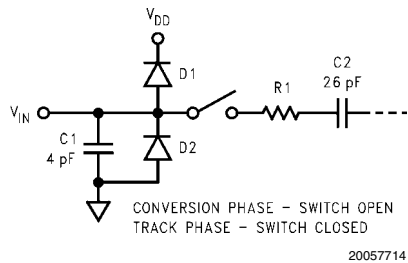 VDD
D1
C2
R1
26 pF
VIN
C1
D2
4 pF
CONVERSION PHASE – SWITCH OPEN
TRACK PHASE – SWITCH CLOSED
20057714